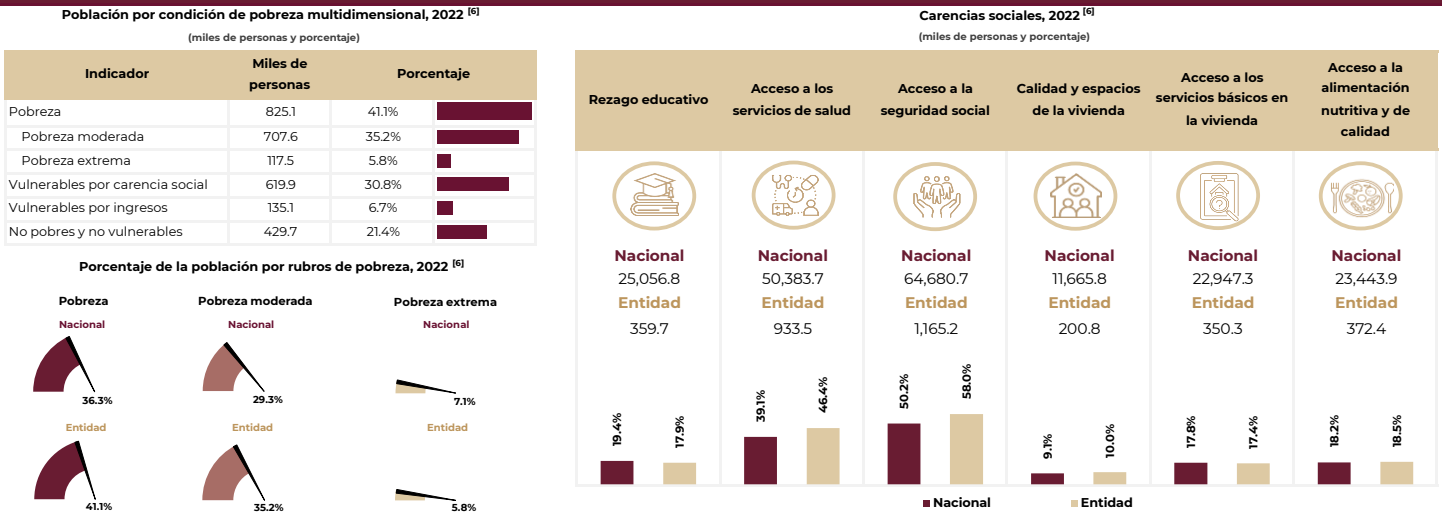 Población por condición de pobreza multidimensional, 2022 [6]
(miles de personas y porcentaje)
Indicador Miles de personas Porcentaje
Pobreza 825.1 41.1%
Pobreza moderada 707.6 35.2%
Pobreza extrema 117.5 5.8%
Vulnerables por carencia social 619.9 30.8%
Vulnerables por ingresos 135.1 6.7%
No pobres y no vulnerables 429.7 21.4%
Porcentaje de la población por rubros de pobreza, 2022 [6]
Pobreza Pobreza moderada Pobreza extrema
Nacional Nacional Nacional
36.3% 29.3% 7.1%
Entidad Entidad Entidad
41.1% 35.2% 5.8%
Carencias sociales, 2022 [6]
(miles de personas y porcentaje)
Rezago educativo
Acceso a los
servicios de salud
Acceso a la
seguridad social
Calidad y espacios
de la vivienda
Acceso a los
servicios básicos en
la vivienda
Acceso a la
alimentación
nutritiva y de
calidad
Nacional Nacional Nacional Nacional Nacional Nacional
25,056.8 50,383.7 64,680.7 11,665.8 22,947.3 23,443.9
Entidad Entidad Entidad Entidad Entidad Entidad
359.7 933.5 1,165.2 200.8 350.3 372.4
19.4% 17.9% 39.1% 46.4% 50.2% 58.0% 9.1% 10.0% 17.8% 17.4% 18.2% 18.5%
Nacional Entidad